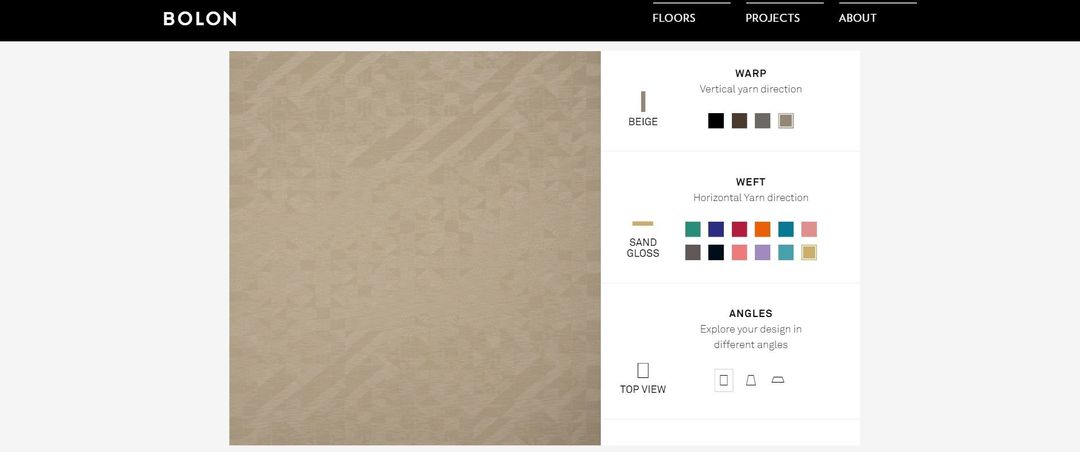 BOLON
FLOORS
PROJECTS
ABOUT
WARP
Vertical yarn direction
BEIGE
WEFT
Horizontal Yarn direction
SAND
GLOSS
ANGLES
Explore your design in
different angles
TOP VIEW